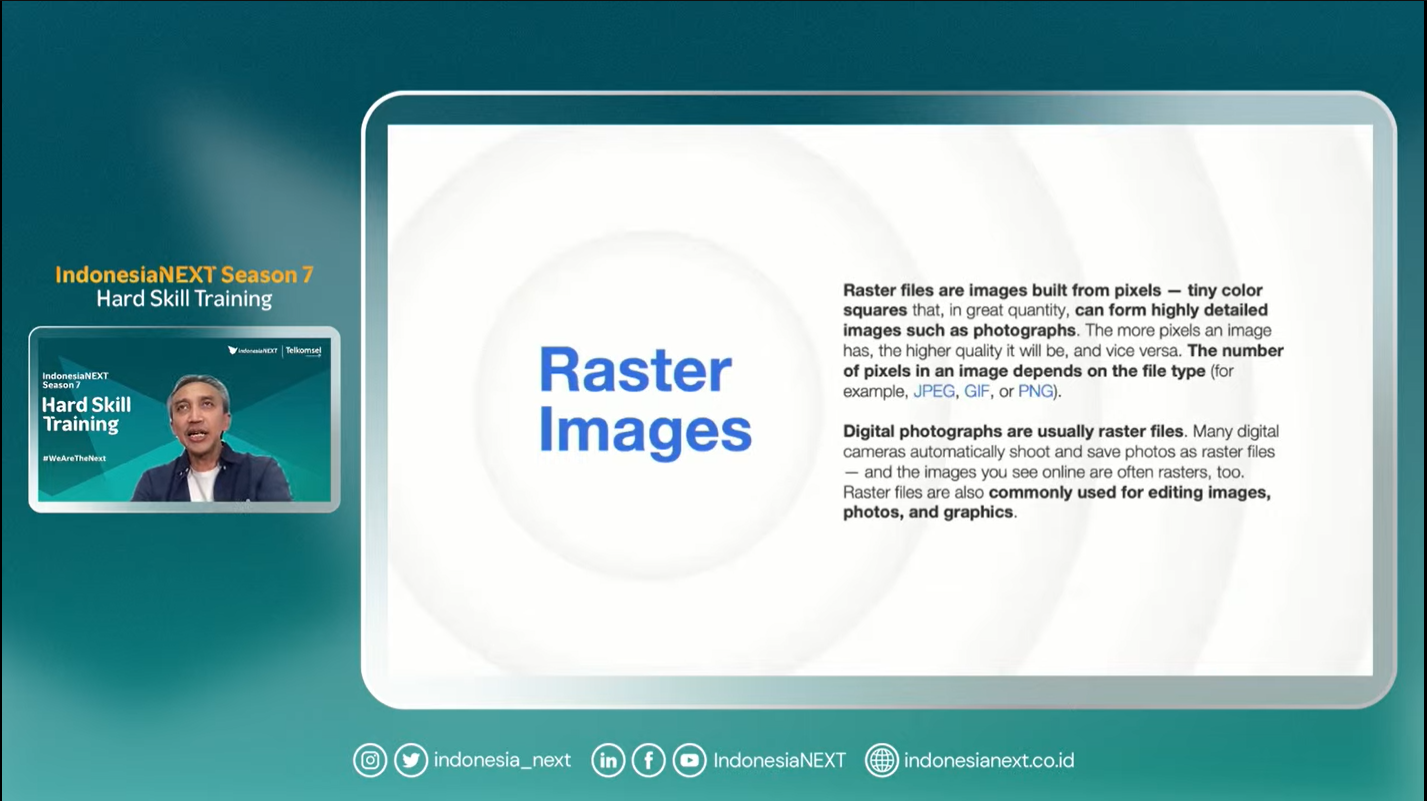 IndonesiaNEXT Season 7
Hard Skill Training
IndonesiaNEXT | Telkomsel
IndonesiaNEXT
Season 7
Hard Skill
Training
#WeAreTheNext
Raster
Images
Raster files are images built from pixels — tiny color
squares that, in great quantity, can form highly detailed
images such as photographs. The more pixels an image
has, the higher quality it will be, and vice versa. The number
of pixels in an image depends on the file type (for
example, JPEG, GIF, or PNG).
Digital photographs are usually raster files. Many digital
cameras automatically shoot and save photos as raster files
— and the images you see online are often rasters, too.
Raster files are also commonly used for editing images,
photos, and graphics.
indonesia_next IndonesiaNEXT indonesianext.co.id